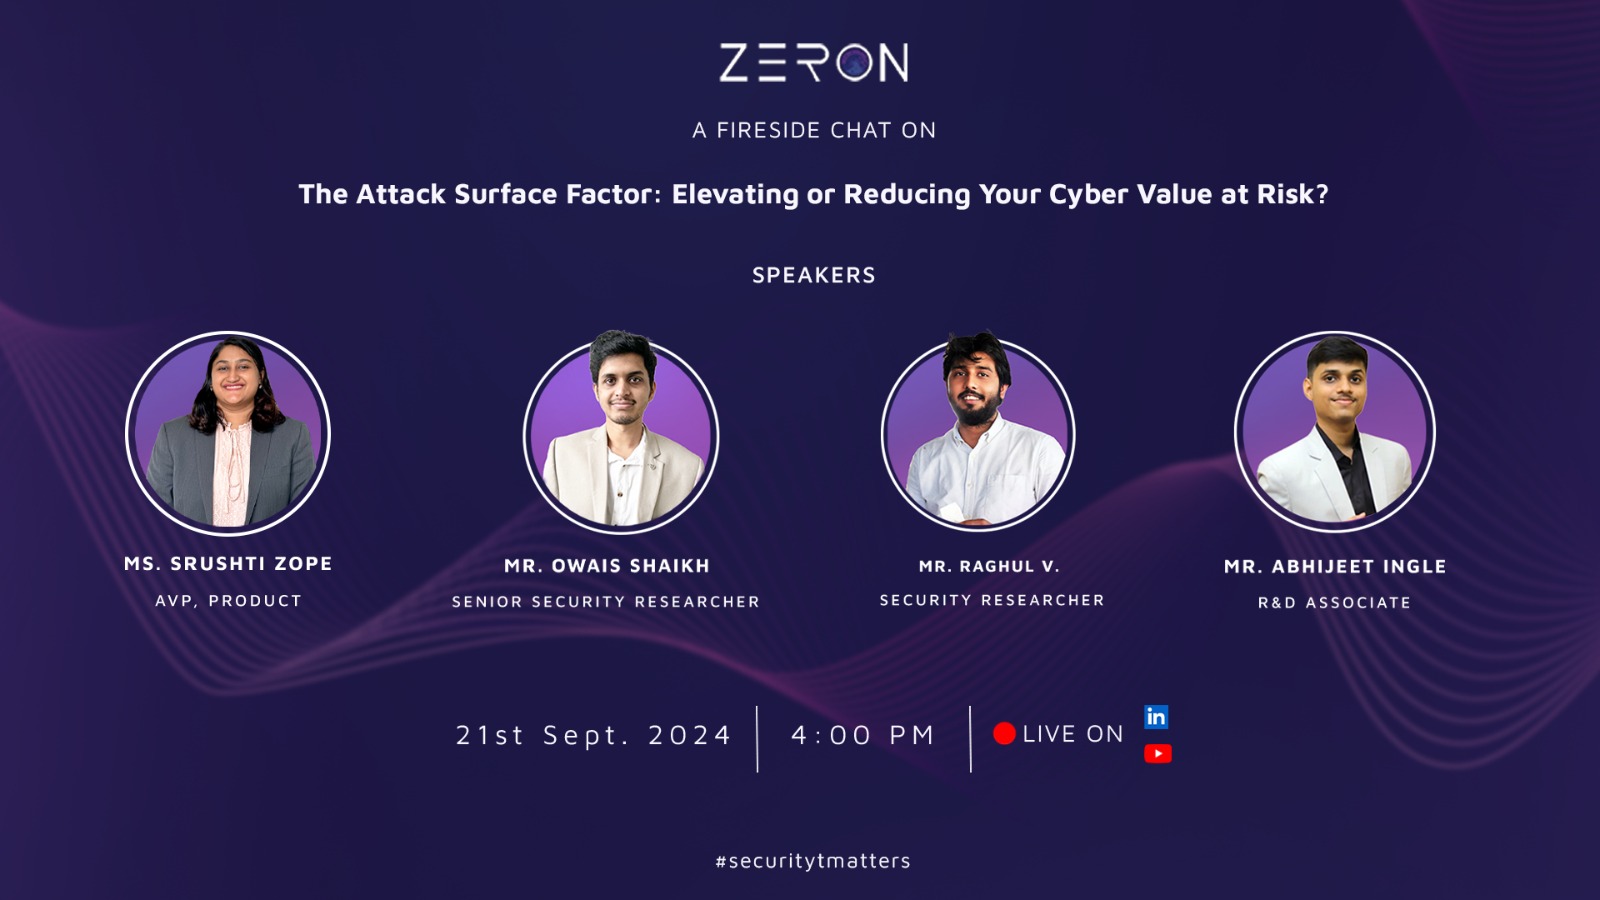 ZERON
A FIRESIDE CHAT ON
The Attack Surface Factor: Elevating or Reducing Your Cyber Value at Risk?
SPEAKERS
MS. SRUSHTI ZOPE
AVP, PRODUCT
MR. OWAIS SHAIKH
SENIOR SECURITY RESEARCHER
MR. RAGHUL V.
SECURITY RESEARCHER
MR. ABHIJEET INGLE
R&D ASSOCIATE
21st Sept. 2024
4:00 PM
LIVE ON
in
#securitytmatters